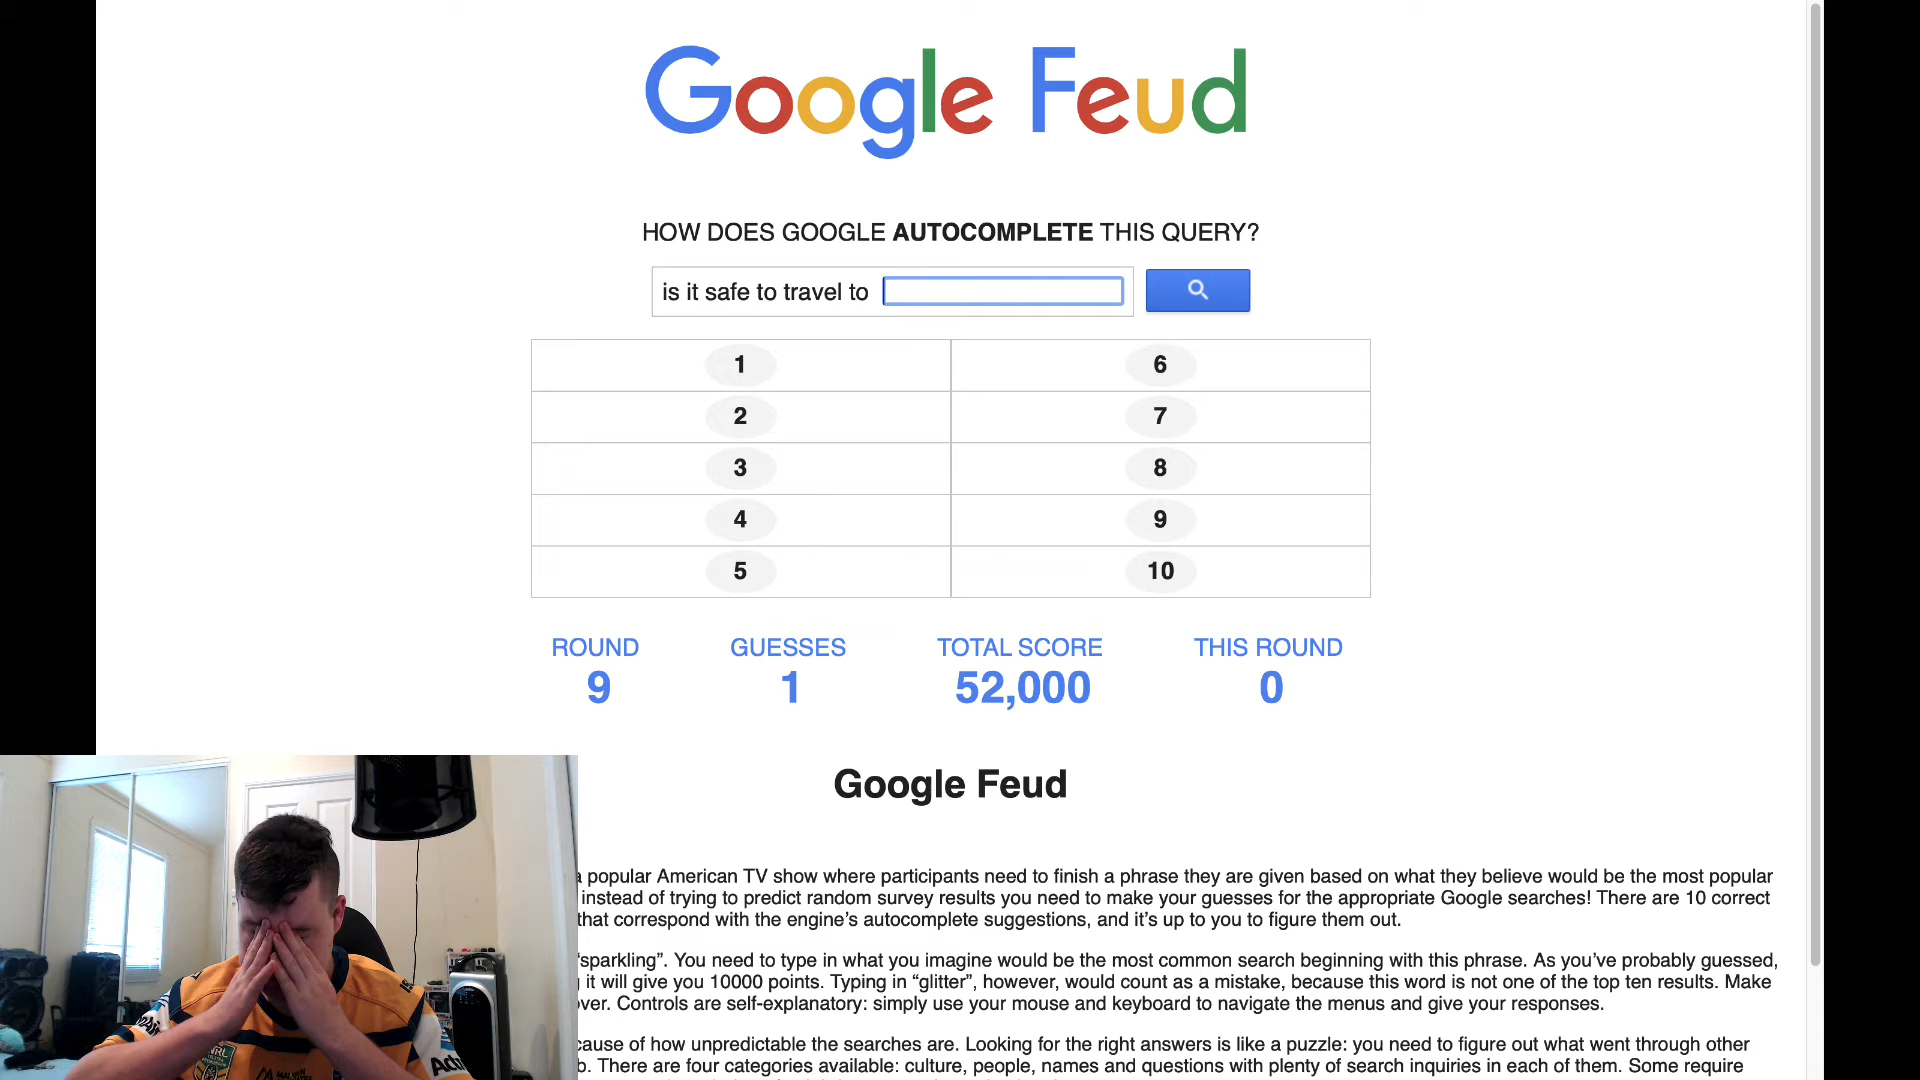 Google Feud
HOW DOES GOOGLE AUTOCOMPLETE THIS QUERY?
is it safe to travel to
1 6
2 7
3 8
4 9
5 10
ROUND GUESSES TOTAL SCORE THIS ROUND
9 1 52,000 0
Google Feud
a popular American TV show where participants need to finish a phrase they are given based on what they believe would be the most popular
instead of trying to predict random survey results you need to make your guesses for the appropriate Google searches! There are 10 correct
that correspond with the engine's autocomplete suggestions, and it's up to you to figure them out.
"sparkling". You need to type in what you imagine would be the most common search beginning with this phrase. As you've probably guessed,
it will give you 10000 points. Typing in "glitter", however, would count as a mistake, because this word is not one of the top ten results. Make
over. Controls are self-explanatory: simply use your mouse and keyboard to navigate the menus and give your responses.
cause of how unpredictable the searches are. Looking for the right answers is like a puzzle: you need to figure out what went through other
b. There are four categories available: culture, people, names and questions with plenty of search inquiries in each of them. Some require
NRL